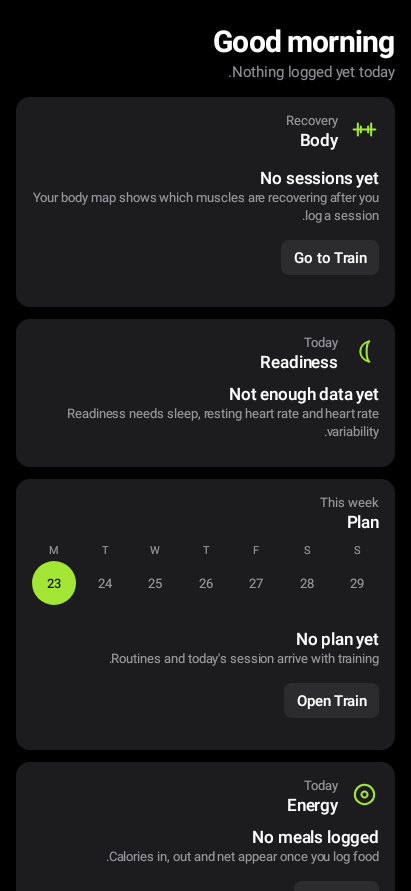 Good morning
.Nothing logged yet today
Recovery
Body
No sessions yet
Your body map shows which muscles are recovering after you
.log a session
Go to Train
Today
Readiness
Not enough data yet
Readiness needs sleep, resting heart rate and heart rate
.variability
This week
Plan
M T W T F S S
23 24 25 26 27 28 29
No plan yet
.Routines and today's session arrive with training
Open Train
Today
Energy
No meals logged
.Calories in, out and net appear once you log food